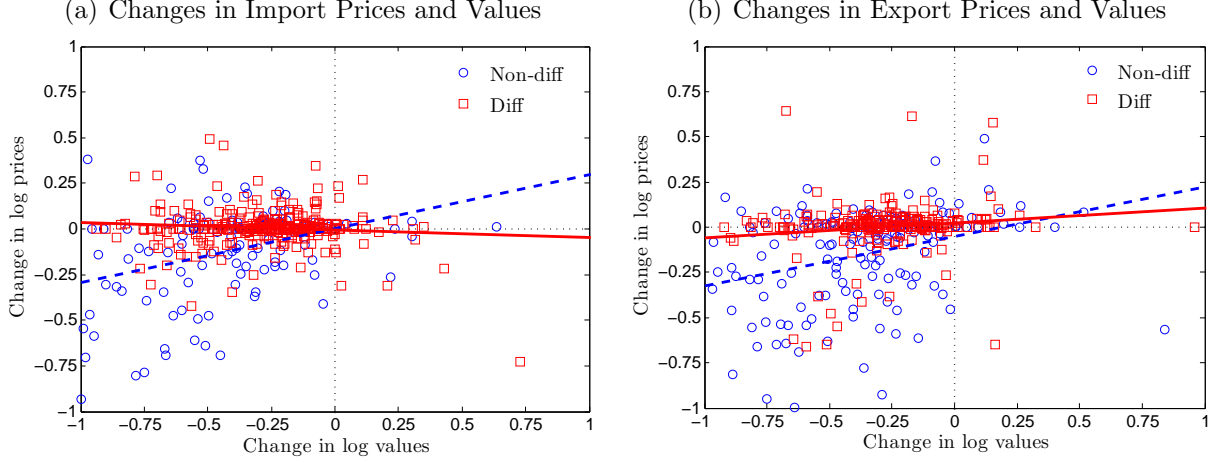 (a) Changes in Import Prices and Values
1
0.75
0.5
0.25
0
−0.25
−0.5
−0.75
−1
−1 −0.75 −0.5 −0.25 0 0.25 0.5 0.75 1
Change in log prices
Change in log values
Non-diff
Diff
(b) Changes in Export Prices and Values
1
0.75
0.5
0.25
0
−0.25
−0.5
−0.75
−1
−1 −0.75 −0.5 −0.25 0 0.25 0.5 0.75 1
Change in log prices
Change in log values
Non-diff
Diff